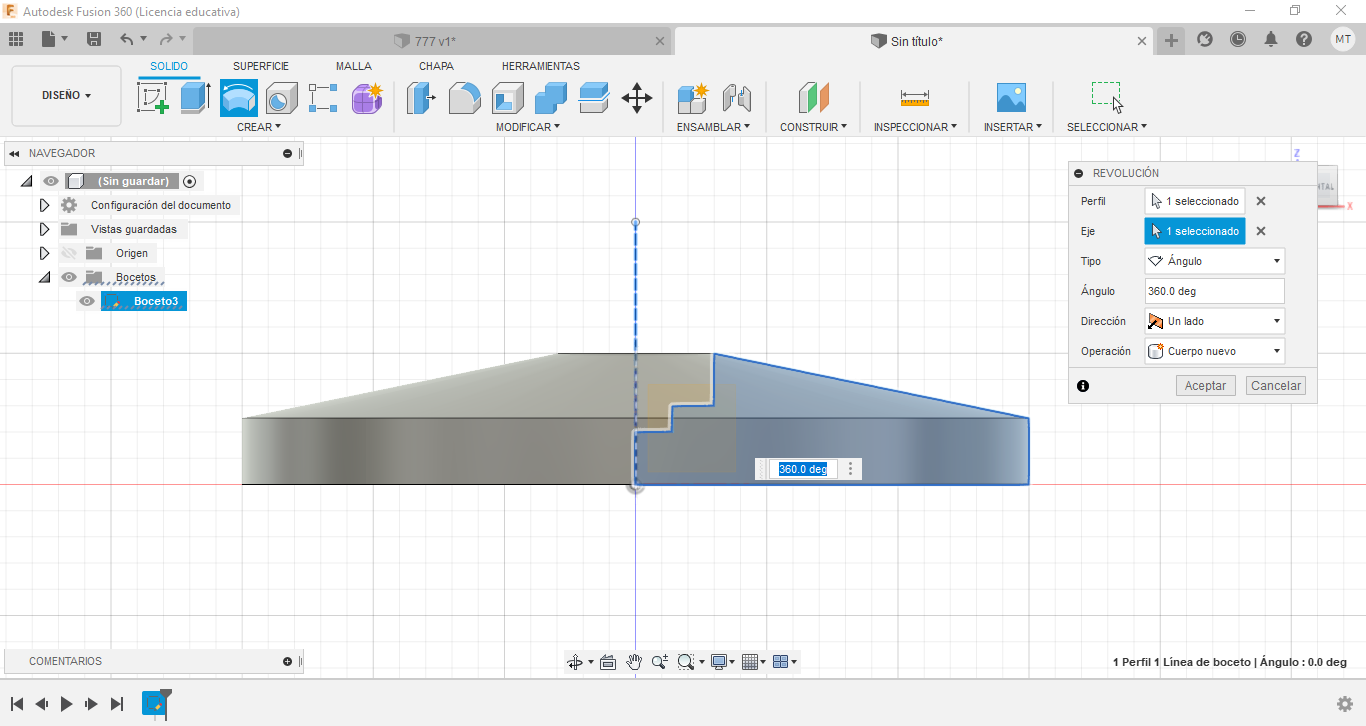 Autodesk Fusion 360 (Licencia educativa)
777 v1*
Sin título*
MT
DISEÑO
SOLIDO
SUPERFICIE
MALLA
CHAPA
HERRAMIENTAS
CREAR
MODIFICAR
ENSAMBLAR
CONSTRUIR
INSPECCIONAR
INSERTAR
SELECCIONAR
NAVEGADOR
(Sin guardar)
Configuración del documento
Vistas guardadas
Origen
Bocetos
Boceto3
Z
X
REVOLUCIÓN
Perfil 1 seleccionado
Eje 1 seleccionado
Tipo Ángulo
Ángulo 360.0 deg
Dirección Un lado
Operación Cuerpo nuevo
Aceptar Cancelar
360.0 deg
COMENTARIOS
1 Perfil 1 Línea de boceto | Ángulo : 0.0 deg